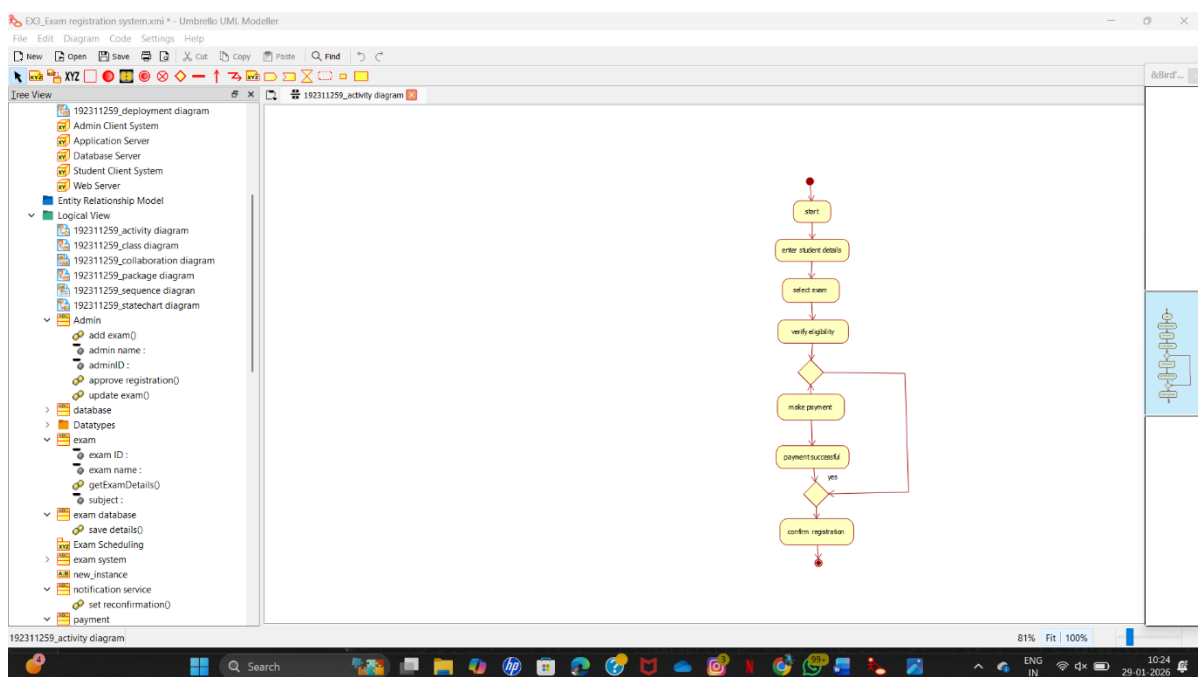 EX3_Exam registration system.xmi * - Umbrello UML Modeller
File Edit Diagram Code Settings Help
New Open Save Cut Copy Paste Find
XYZ
&Bird'...
Tree View
192311259_activity diagram
192311259_deployment diagram
Admin Client System
Application Server
Database Server
Student Client System
Web Server
Entity Relationship Model
Logical View
192311259_activity diagram
192311259_class diagram
192311259_collaboration diagram
192311259_package diagram
192311259_sequence diagran
192311259_statechart diagram
Admin
add exam()
admin name :
adminID :
approve registration()
update exam()
database
Datatypes
exam
exam ID :
exam name :
getExamDetails()
subject :
exam database
save details()
Exam Scheduling
exam system
new_instance
notification service
set reconfirmation()
payment
start
enter student details
select exam
verify eligibility
make payment
payment successful
yes
confirm registration
192311259_activity diagram
81% Fit 100%
4
Search
3
99+
ENG
IN
10:24
29-01-2026